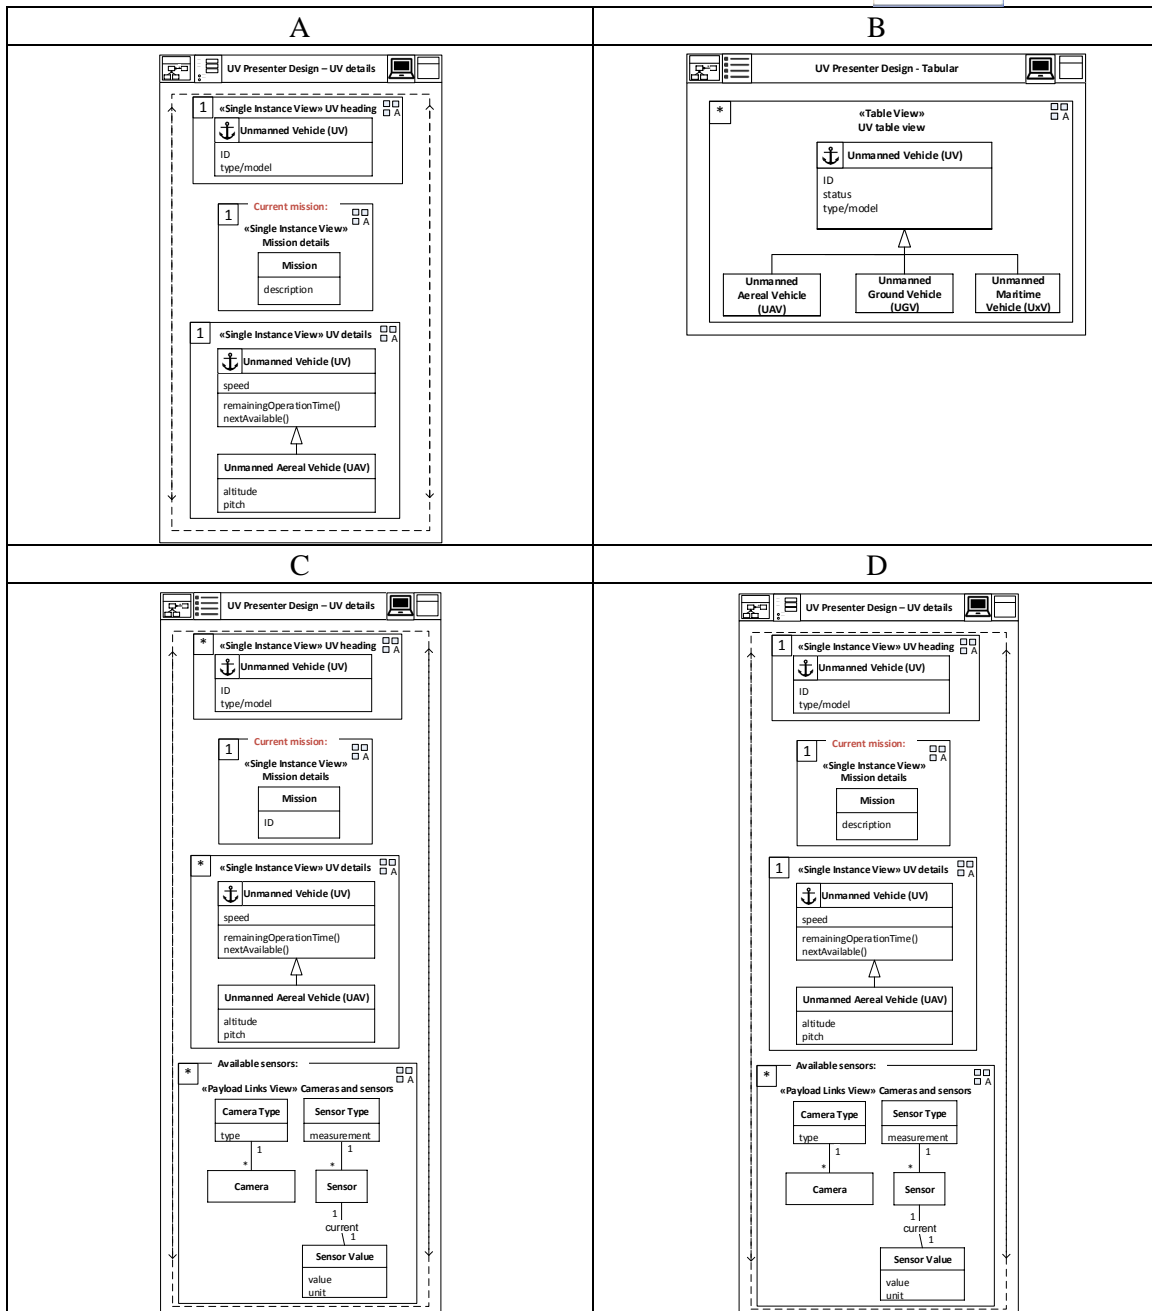 A
B
UV Presenter Design – UV details
1
«Single Instance View» UV heading
A
Unmanned Vehicle (UV)
ID
type/model
1
Current mission:
A
«Single Instance View»
Mission details
Mission
description
1
«Single Instance View» UV details
A
Unmanned Vehicle (UV)
speed
remainingOperationTime()
nextAvailable()
Unmanned Aereal Vehicle (UAV)
altitude
pitch
UV Presenter Design - Tabular
*
«Table View»
A
UV table view
Unmanned Vehicle (UV)
ID
status
type/model
Unmanned
Aereal Vehicle
(UAV)
Unmanned
Ground Vehicle
(UGV)
Unmanned
Maritime
Vehicle (UxV)
C
D
UV Presenter Design – UV details
*
«Single Instance View» UV heading
A
Unmanned Vehicle (UV)
ID
type/model
1
Current mission:
A
«Single Instance View»
Mission details
Mission
ID
*
«Single Instance View» UV details
A
Unmanned Vehicle (UV)
speed
remainingOperationTime()
nextAvailable()
Unmanned Aereal Vehicle (UAV)
altitude
pitch
*
Available sensors:
A
«Payload Links View» Cameras and sensors
Camera Type
type
1
*
Camera
Sensor Type
measurement
1
*
Sensor
1
current
1
Sensor Value
value
unit
UV Presenter Design – UV details
1
«Single Instance View» UV heading
A
Unmanned Vehicle (UV)
ID
type/model
1
Current mission:
A
«Single Instance View»
Mission details
Mission
description
1
«Single Instance View» UV details
A
Unmanned Vehicle (UV)
speed
remainingOperationTime()
nextAvailable()
Unmanned Aereal Vehicle (UAV)
altitude
pitch
*
Available sensors:
A
«Payload Links View» Cameras and sensors
Camera Type
type
1
*
Camera
Sensor Type
measurement
1
*
Sensor
1
current
1
Sensor Value
value
unit